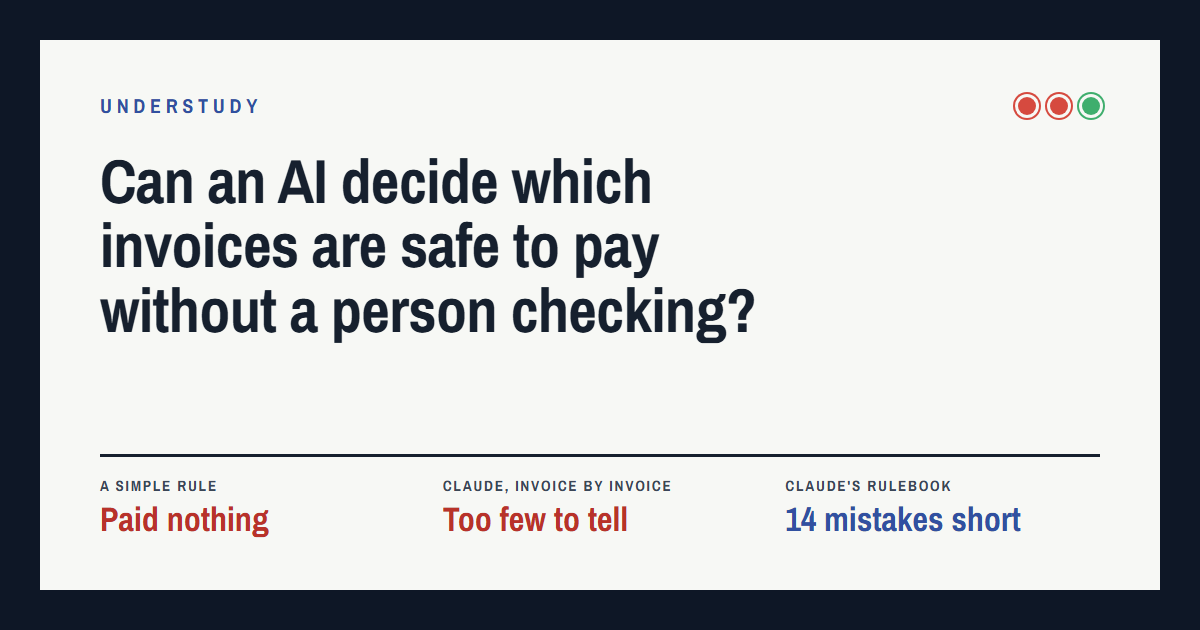 UNDERSTUDY
Can an AI decide which
invoices are safe to pay
without a person checking?
A SIMPLE RULE
Paid nothing
CLAUDE, INVOICE BY INVOICE
Too few to tell
CLAUDE'S RULEBOOK
14 mistakes short